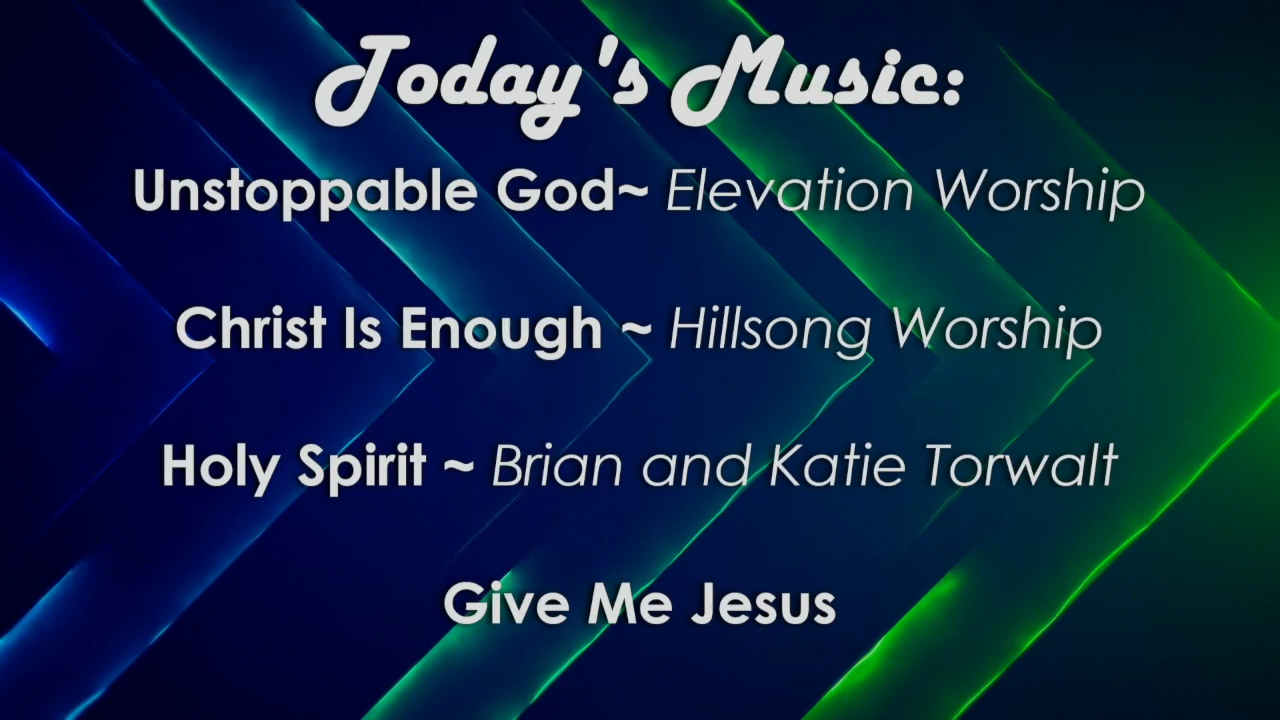 Today's Music:
Unstoppable God~ Elevation Worship
Christ Is Enough ~ Hillsong Worship
Holy Spirit ~ Brian and Katie Torwalt
Give Me Jesus